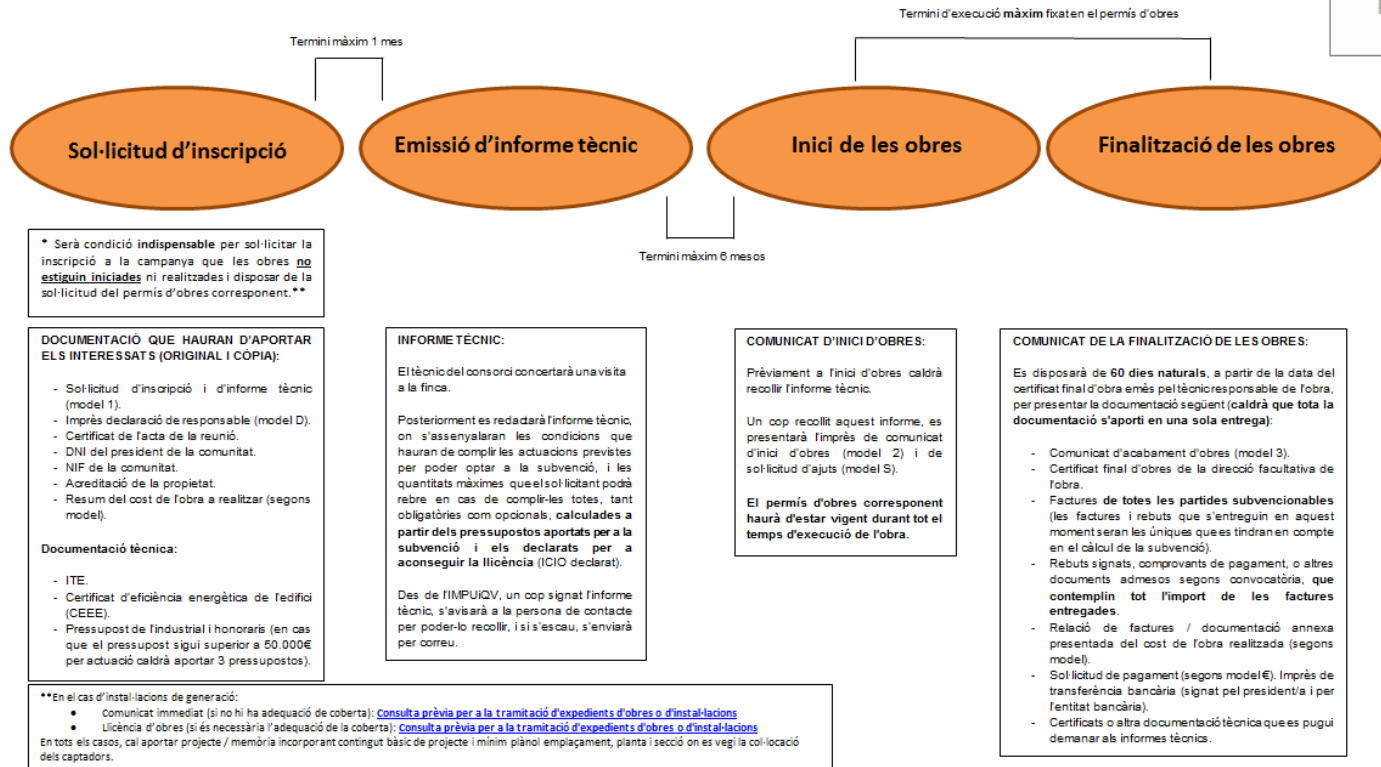 Termini d'execució màxim fixat en el permís d'obres
Termini màxim 1 mes
Sol·licitud d'inscripció
Emissió d'informe tècnic
Inici de les obres
Finalització de les obres
Termini màxim 6 mesos
* Serà condició indispensable per sol·licitar la
inscripció a la campanya que les obres no
estiguin iniciades ni realitzades i disposar de la
sol·licitud del permís d'obres corresponent.**
DOCUMENTACIÓ QUE HAURAN D'APORTAR
ELS INTERESSATS (ORIGINAL I CÒPIA):
- Sol·licitud d'inscripció i d'informe tècnic
(model 1).
- Imprès declaració de responsable (model D).
- Certificat de l'acta de la reunió.
- DNI del president de la comunitat.
- NIF de la comunitat.
- Acreditació de la propietat.
- Resum del cost de l'obra a realitzar (segons
model).
Documentació tècnica:
- ITE.
- Certificat d'eficiència energètica de l'edifici
(CEEE).
- Pressupost de l'industrial i honoraris (en cas
que el pressupost sigui superior a 50.000€
per actuació caldrà aportar 3 pressupostos).
INFORME TÈCNIC:
El tècnic del consorci concertarà una visita
a la finca.
Posteriorment es redactarà l'informe tècnic,
on s'assenyalaran les condicions que
hauran de complir les actuacions previstes
per poder optar a la subvenció, i les
quantitats màximes que el sol·licitant podrà
rebre en cas de complir-les totes, tant
obligatòries com opcionals, calculades a
partir dels pressupostos aportats per a la
subvenció i els declarats per a
aconseguir la llicència (ICIO declarat).
Des de l'IMPUiQV, un cop signat l'informe
tècnic, s'avisarà a la persona de contacte
per poder-lo recollir, i si s'escau, s'enviarà
per correu.
COMUNICAT D'INICI D'OBRES:
Prèviament a l'inici d'obres caldrà
recollir l'informe tècnic.
Un cop recollit aquest informe, es
presentarà l'imprès de comunicat
d'inici d'obres (model 2) i de
sol·licitud d'ajuts (model S).
El permís d'obres corresponent
haurà d'estar vigent durant tot el
temps d'execució de l'obra.
COMUNICAT DE LA FINALITZACIÓ DE LES OBRES:
Es disposarà de 60 dies naturals, a partir de la data del
certificat final d'obra emès pel tècnic responsable de l'obra,
per presentar la documentació següent (caldrà que tota la
documentació s'aporti en una sola entrega):
- Comunicat d'acabament d'obres (model 3).
- Certificat final d'obres de la direcció facultativa de
l'obra.
- Factures de totes les partides subvencionables
(les factures i rebuts que s'entreguin en aquest
moment seran les úniques que es tindran en compte
en el càlcul de la subvenció).
- Rebuts signats, comprovants de pagament, o altres
documents admesos segons convocatòria, que
contemplin tot l'import de les factures
entregades.
- Relació de factures / documentació annexa
presentada del cost de l'obra realitzada (segons
model).
- Sol·licitud de pagament (segons model €). Imprès de
transferència bancària (signat pel president/a i per
l'entitat bancària).
- Certificats o altra documentació tècnica que es pugui
demanar als informes tècnics.
**En el cas d'instal·lacions de generació:
• Comunicat immediat (si no hi ha adequació de coberta): Consulta prèvia per a la tramitació d'expedients d'obres o d'instal·lacions
• Llicència d'obres (si és necessària l'adequació de la coberta): Consulta prèvia per a la tramitació d'expedients d'obres o d'instal·lacions
En tots els casos, cal aportar projecte / memòria incorporant contingut bàsic de projecte i mínim plànol emplaçament, planta i secció on es vegi la col·locació
dels captadors.